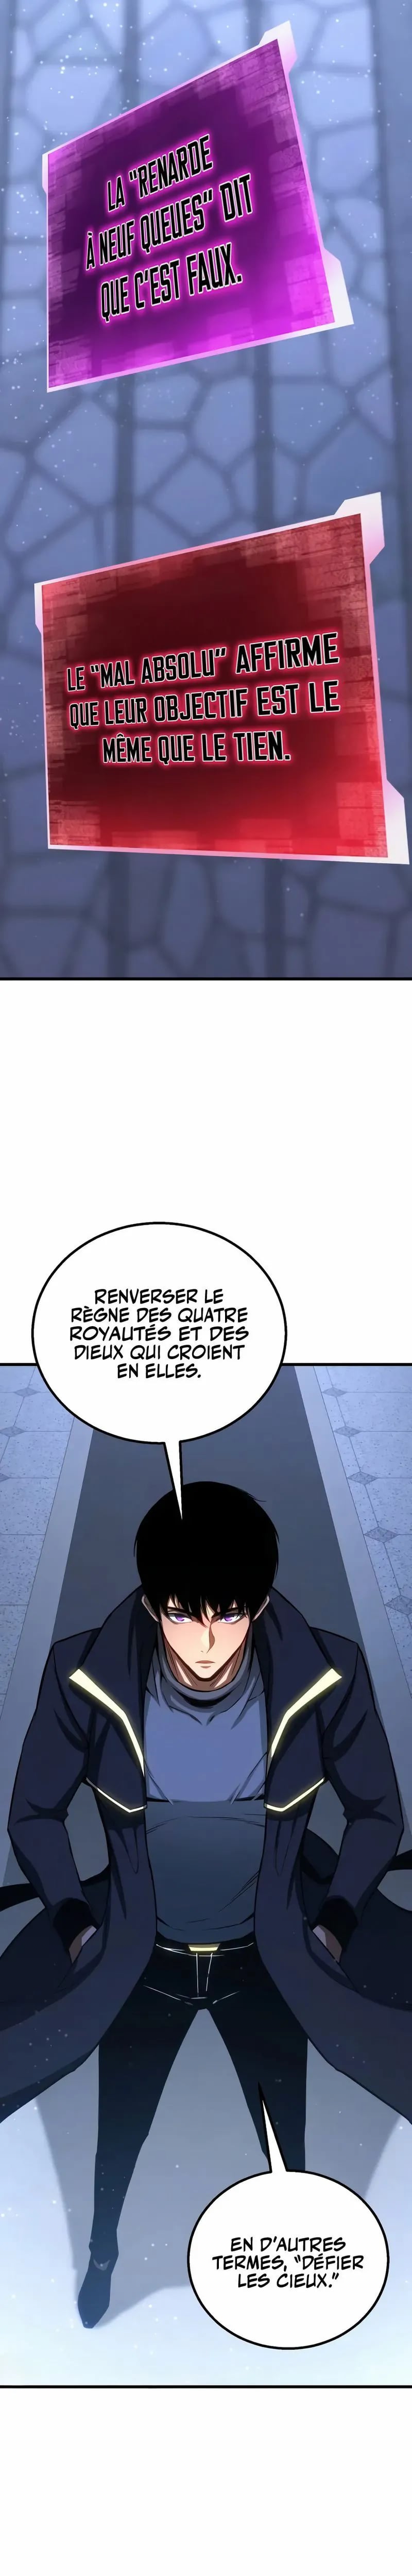 LA "RENARDE
À NEUF QUEUES" DIT
QUE C'EST FAUX.
LE "MAL ABSOLU" AFFIRME
QUE LEUR OBJECTIF EST LE
MÊME QUE LE TIEN.
RENVERSER LE
RÈGNE DES QUATRE
ROYAUTÉS ET DES
DIEUX QUI CROIENT
EN ELLES.
EN D'AUTRES
TERMES, "DÉFIER
LES CIEUX."